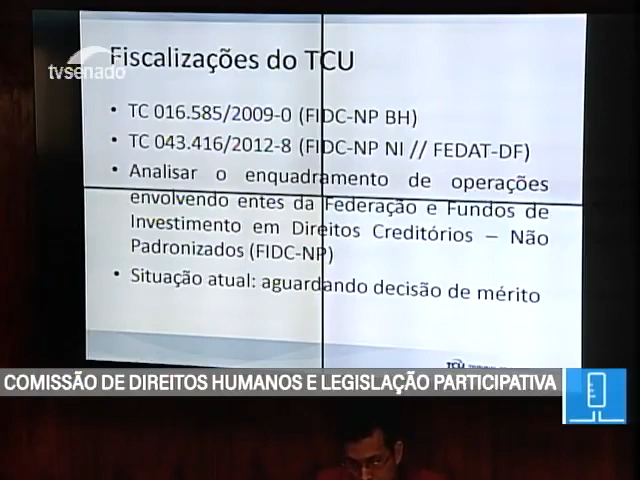 Fiscalizações do TCU
tvsenado
• TC 016.585/2009-0 (FIDC-NP BH)
• TC 043.416/2012-8 (FIDC-NP NI // FEDAT-DF)
• Analisar o enquadramento de operações
envolvendo entes da Federação e Fundos de
Investimento em Direitos Creditórios – Não
Padronizados (FIDC-NP)
• Situação atual: aguardando decisão de mérito
TCU
COMISSÃO DE DIREITOS HUMANOS E LEGISLAÇÃO PARTICIPATIVA